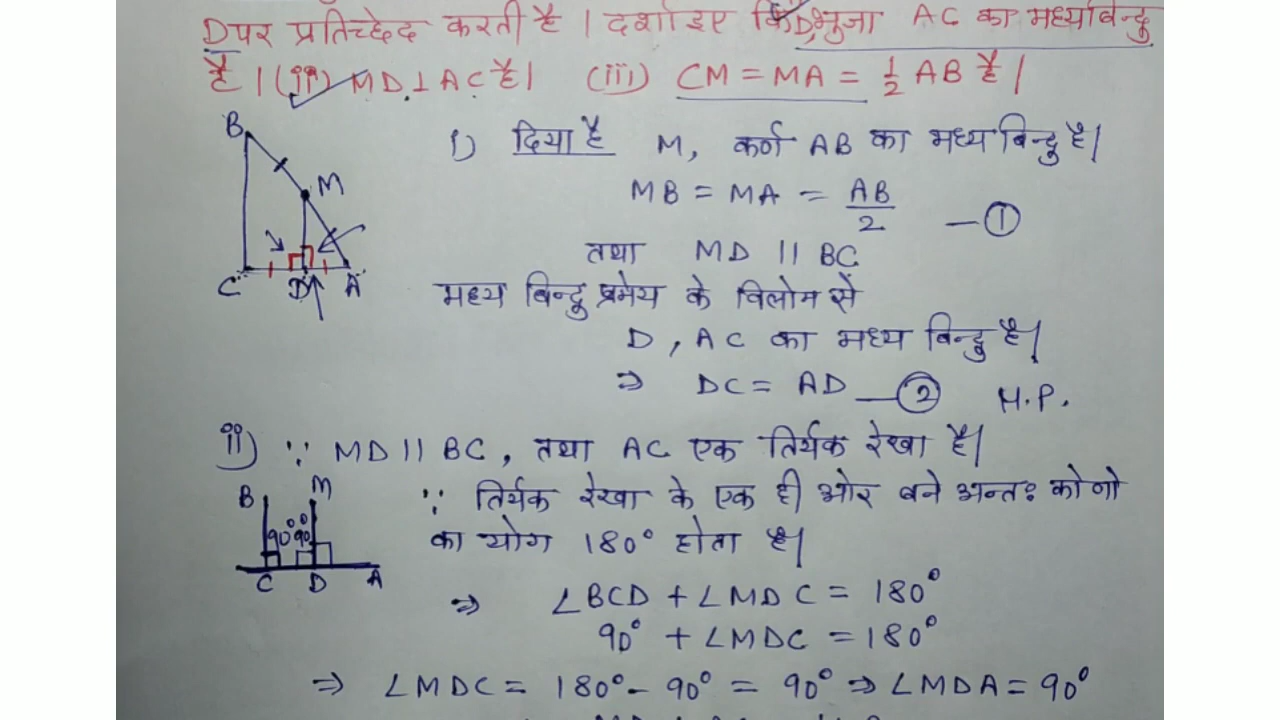 D पर प्रतिच्छेद करती है । दर्शाइए कि D, भुजा AC का मध्यबिन्दु
है । (ii) MD ⊥ AC है । (iii) CM = MA = 1/2 AB है ।
B
M
C D A
1) दिया है M, कर्ण AB का मध्य बिन्दु है।
MB = MA = AB/2 — ①
तथा MD || BC
मध्य बिन्दु प्रमेय के विलोम से
D, AC का मध्य बिन्दु है।
⇒ DC = AD — ② H.P.
ii) ∵ MD || BC, तथा AC एक तिर्यक रेखा है।
B M
90° 90°
C D A
∵ तिर्यक रेखा के एक ही ओर बने अन्तः कोणो
का योग 180° होता है।
⇒ ∠BCD + ∠MDC = 180°
90° + ∠MDC = 180°
⇒ ∠MDC = 180° - 90° = 90° ⇒ ∠MDA = 90°